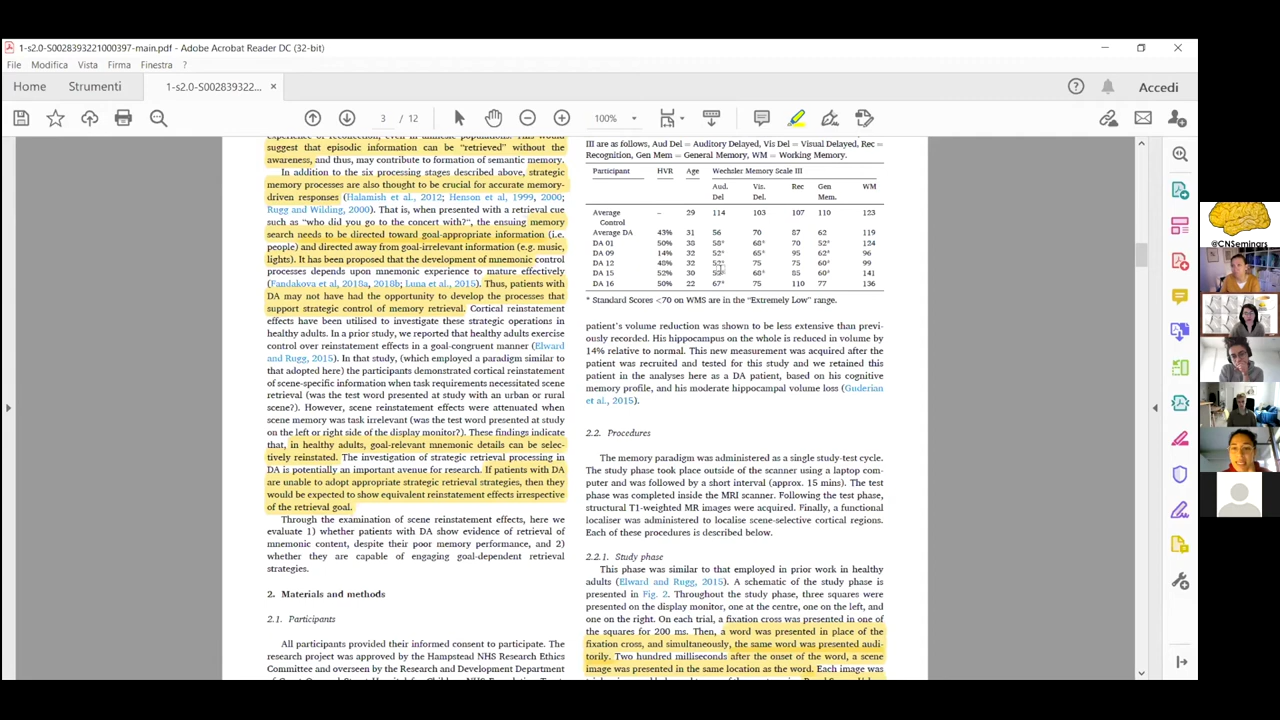 1-s2.0-S0028393221000397-main.pdf - Adobe Acrobat Reader DC (32-bit)
File Modifica Vista Firma Finestra ?
Home Strumenti 1-s2.0-S002839322... × Accedi
3 / 12 100%
suggest that episodic information can be "retrieved" without the
awareness, and thus, may contribute to formation of semantic memory.
In addition to the six processing stages described above, strategic
memory processes are also thought to be crucial for accurate memory-
driven responses (Halamish et al., 2012; Henson et al, 1999, 2000;
Rugg and Wilding, 2000). That is, when presented with a retrieval cue
such as "who did you go to the concert with?", the ensuing memory
search needs to be directed toward goal-appropriate information (i.e.
people) and directed away from goal-irrelevant information (e.g. music,
lights). It has been proposed that the development of mnemonic control
processes depends upon mnemonic experience to mature effectively
(Fandakova et al, 2018a, 2018b; Luna et al., 2015). Thus, patients with
DA may not have had the opportunity to develop the processes that
support strategic control of memory retrieval. Cortical reinstatement
effects have been utilised to investigate these strategic operations in
healthy adults. In a prior study, we reported that healthy adults exercise
control over reinstatement effects in a goal-congruent manner (Elward
and Rugg, 2015). In that study, (which employed a paradigm similar to
that adopted here) the participants demonstrated cortical reinstatement
of scene-specific information when task requirements necessitated scene
retrieval (was the test word presented at study with an urban or rural
scene?). However, scene reinstatement effects were attenuated when
scene memory was task irrelevant (was the test word presented at study
on the left or right side of the display monitor?). These findings indicate
that, in healthy adults, goal-relevant mnemonic details can be selec-
tively reinstated. The investigation of strategic retrieval processing in
DA is potentially an important avenue for research. If patients with DA
are unable to adopt appropriate strategic retrieval strategies, then they
would be expected to show equivalent reinstatement effects irrespective
of the retrieval goal.
Through the examination of scene reinstatement effects, here we
evaluate 1) whether patients with DA show evidence of retrieval of
mnemonic content, despite their poor memory performance, and 2)
whether they are capable of engaging goal-dependent retrieval
strategies.
2. Materials and methods
2.1. Participants
All participants provided their informed consent to participate. The
research project was approved by the Hampstead NHS Research Ethics
Committee and overseen by the Research and Development Department
III are as follows, Aud Del = Auditory Delayed, Vis Del = Visual Delayed, Rec =
Recognition, Gen Mem = General Memory, WM = Working Memory.
Participant HVR Age Wechsler Memory Scale III
Aud. Del Vis. Del. Rec Gen Mem. WM
Average Control – 29 114 103 107 110 123
Average DA 43% 31 56 70 87 62 119
DA 01 50% 38 58* 68* 70 52* 124
DA 09 14% 32 52* 65* 95 62* 96
DA 12 48% 32 52* 75 75 60* 99
DA 15 52% 30 68* 85 60* 141
DA 16 50% 22 67* 75 110 77 136
* Standard Scores <70 on WMS are in the "Extremely Low" range.
patient's volume reduction was shown to be less extensive than previ-
ously recorded. His hippocampus on the whole is reduced in volume by
14% relative to normal. This new measurement was acquired after the
patient was recruited and tested for this study and we retained this
patient in the analyses here as a DA patient, based on his cognitive
memory profile, and his moderate hippocampal volume loss (Guderian
et al., 2015).
2.2. Procedures
The memory paradigm was administered as a single study-test cycle.
The study phase took place outside of the scanner using a laptop com-
puter and was followed by a short interval (approx. 15 mins). The test
phase was completed inside the MRI scanner. Following the test phase,
structural T1-weighted MR images were acquired. Finally, a functional
localiser was administered to localise scene-selective cortical regions.
Each of these procedures is described below.
2.2.1. Study phase
This phase was similar to that employed in prior work in healthy
adults (Elward and Rugg, 2015). A schematic of the study phase is
presented in Fig. 2. Throughout the study phase, three squares were
presented on the display monitor, one at the centre, one on the left, and
one on the right. On each trial, a fixation cross was presented in one of
the squares for 200 ms. Then, a word was presented in place of the
fixation cross, and simultaneously, the same word was presented audi-
torily. Two hundred milliseconds after the onset of the word, a scene
image was presented in the same location as the word. Each image was
@CNSeminars